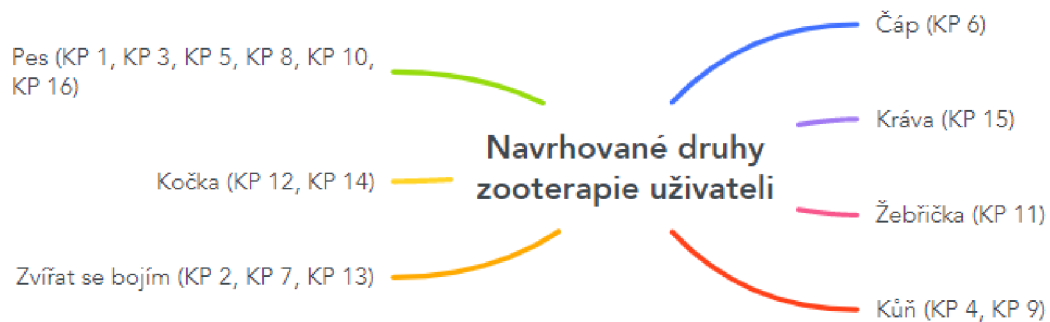 Navrhované druhy
zooterapie uživateli
Pes (KP 1, KP 3, KP 5, KP 8, KP 10,
KP 16)
Kočka (KP 12, KP 14)
Zvířat se bojím (KP 2, KP 7, KP 13)
Čáp (KP 6)
Kráva (KP 15)
Žebřička (KP 11)
Kůň (KP 4, KP 9)